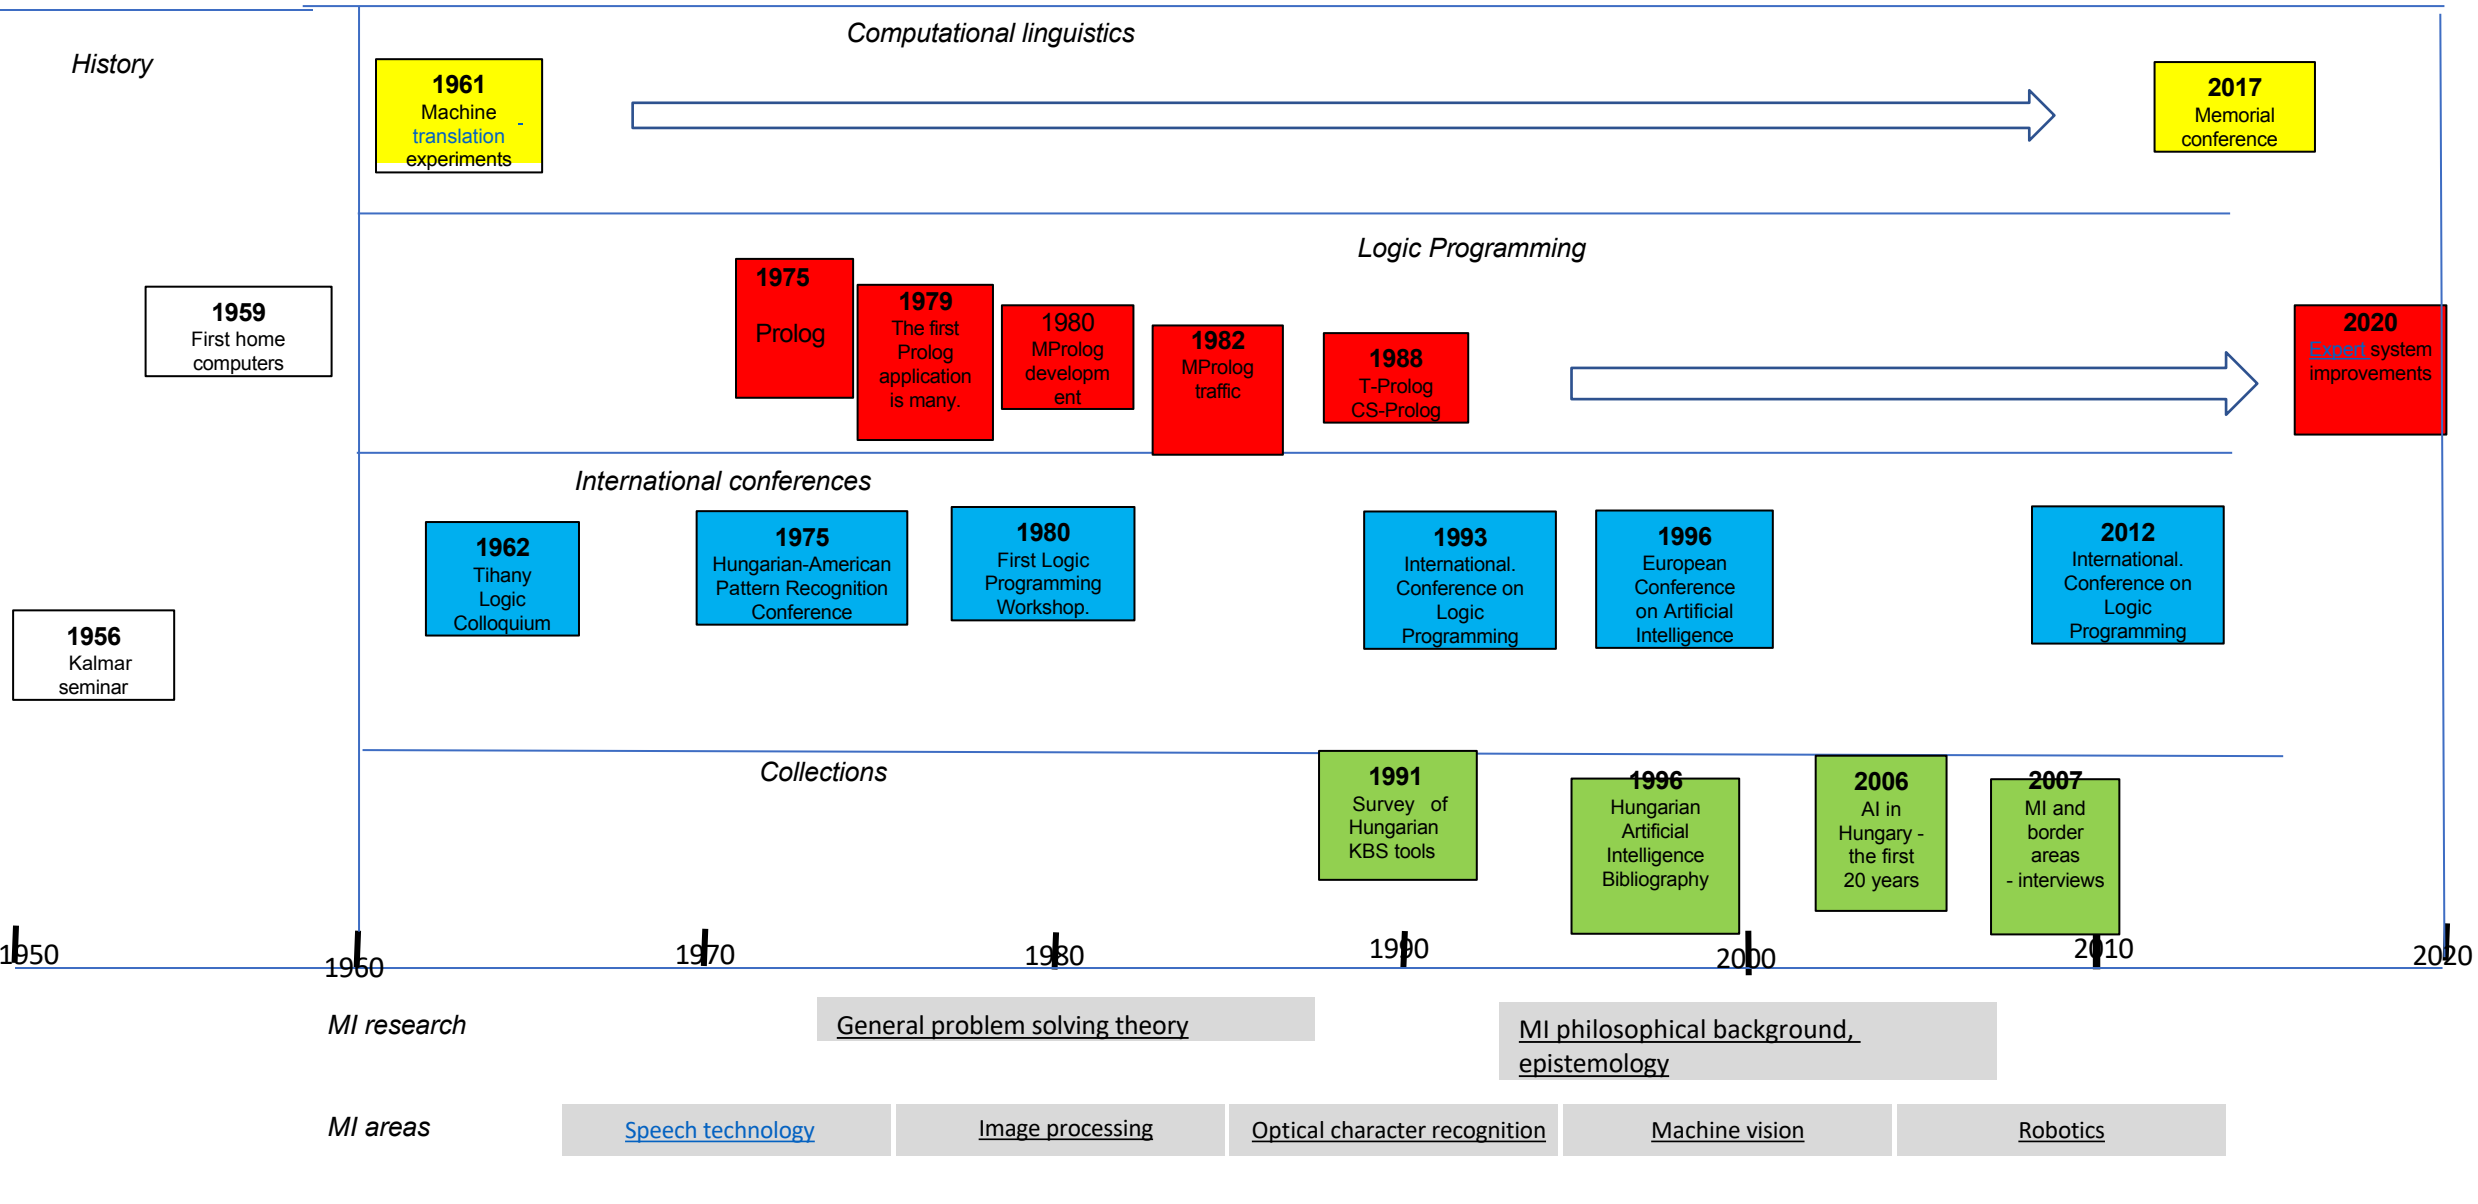 Computational linguistics
History
1961
Machine
translation -
experiments
2017
Memorial
conference
Logic Programming
1959
First home
computers
1975
Prolog
1979
The first
Prolog
application
is many.
1980
MProlog
developm
ent
1982
MProlog
traffic
1988
T-Prolog
CS-Prolog
2020
Expert system
improvements
International conferences
1956
Kalmar
seminar
1962
Tihany
Logic
Colloquium
1975
Hungarian-American
Pattern Recognition
Conference
1980
First Logic
Programming
Workshop.
1993
International.
Conference on
Logic
Programming
1996
European
Conference
on Artificial
Intelligence
2012
International.
Conference on
Logic
Programming
Collections
1991
Survey of
Hungarian
KBS tools
1996
Hungarian
Artificial
Intelligence
Bibliography
2006
AI in
Hungary -
the first
20 years
2007
MI and
border
areas
- interviews
1950
1960
1970
1980
1990
2000
2010
2020
MI research
General problem solving theory
MI philosophical background,
epistemology
MI areas
Speech technology
Image processing
Optical character recognition
Machine vision
Robotics